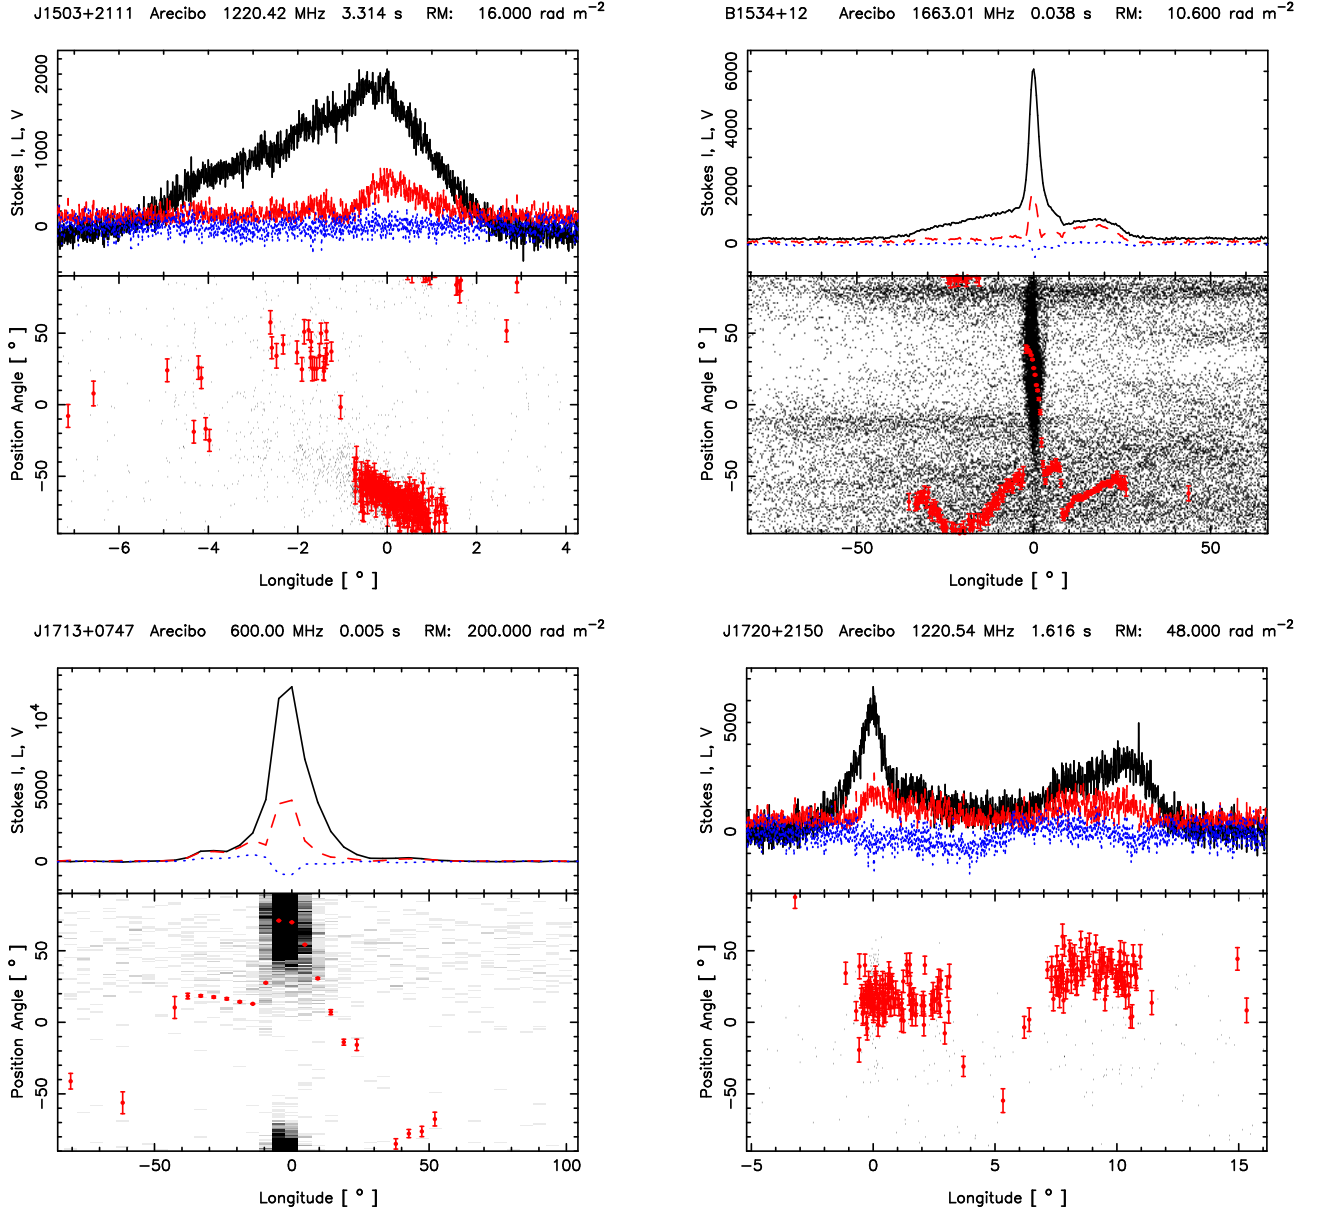 J1503+2111 Arecibo 1220.42 MHz 3.314 s RM: 16.000 rad m⁻²
Stokes I, L, V
2000
1000
0
Position Angle [ ° ]
50
0
−50
−6 −4 −2 0 2 4
Longitude [ ° ]
B1534+12 Arecibo 1663.01 MHz 0.038 s RM: 10.600 rad m⁻²
Stokes I, L, V
6000
4000
2000
0
Position Angle [ ° ]
50
0
−50
−50 0 50
Longitude [ ° ]
J1713+0747 Arecibo 600.00 MHz 0.005 s RM: 200.000 rad m⁻²
Stokes I, L, V
10⁴
5000
0
Position Angle [ ° ]
50
0
−50
−50 0 50 100
Longitude [ ° ]
J1720+2150 Arecibo 1220.54 MHz 1.616 s RM: 48.000 rad m⁻²
Stokes I, L, V
5000
0
Position Angle [ ° ]
50
0
−50
−5 0 5 10 15
Longitude [ ° ]